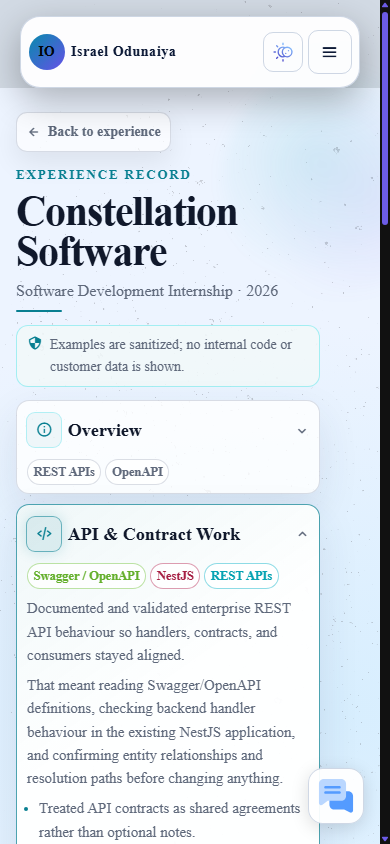 IO Israel Odunaiya
Back to experience
EXPERIENCE RECORD
Constellation
Software
Software Development Internship · 2026
Examples are sanitized; no internal code or
customer data is shown.
Overview
REST APIs OpenAPI
API & Contract Work
Swagger / OpenAPI NestJS REST APIs
Documented and validated enterprise REST
API behaviour so handlers, contracts, and
consumers stayed aligned.
That meant reading Swagger/OpenAPI
definitions, checking backend handler
behaviour in the existing NestJS application,
and confirming entity relationships and
resolution paths before changing anything.
• Treated API contracts as shared agreements
rather than optional notes.